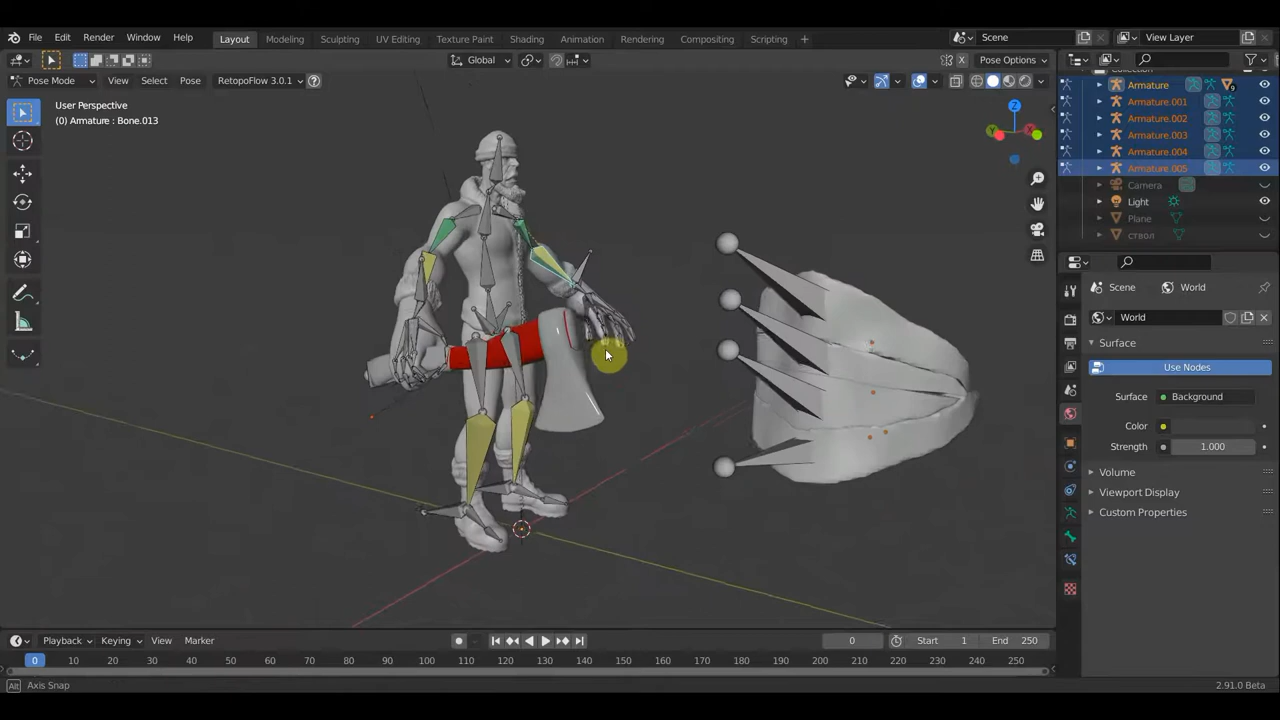 File Edit Render Window Help Layout Modeling Sculpting UV Editing Texture Paint Shading Animation Rendering Compositing Scripting + Scene View Layer
Global Pose Options
Pose Mode View Select Pose RetopoFlow 3.0.1
User Perspective
(0) Armature : Bone.013
Z
Y
X
Armature
9
Armature.001
Armature.002
Armature.003
Armature.004
Armature.005
Camera
Light
Plane
ствол
Scene World
World
Surface
Use Nodes
Surface Background
Color
Strength 1.000
Volume
Viewport Display
Custom Properties
Playback Keying View Marker 0 Start 1 End 250
0 10 20 30 40 50 60 70 80 90 100 110 120 130 140 150 160 170 180 190 200 210 220 230 240 250
Alt Axis Snap 2.91.0 Beta